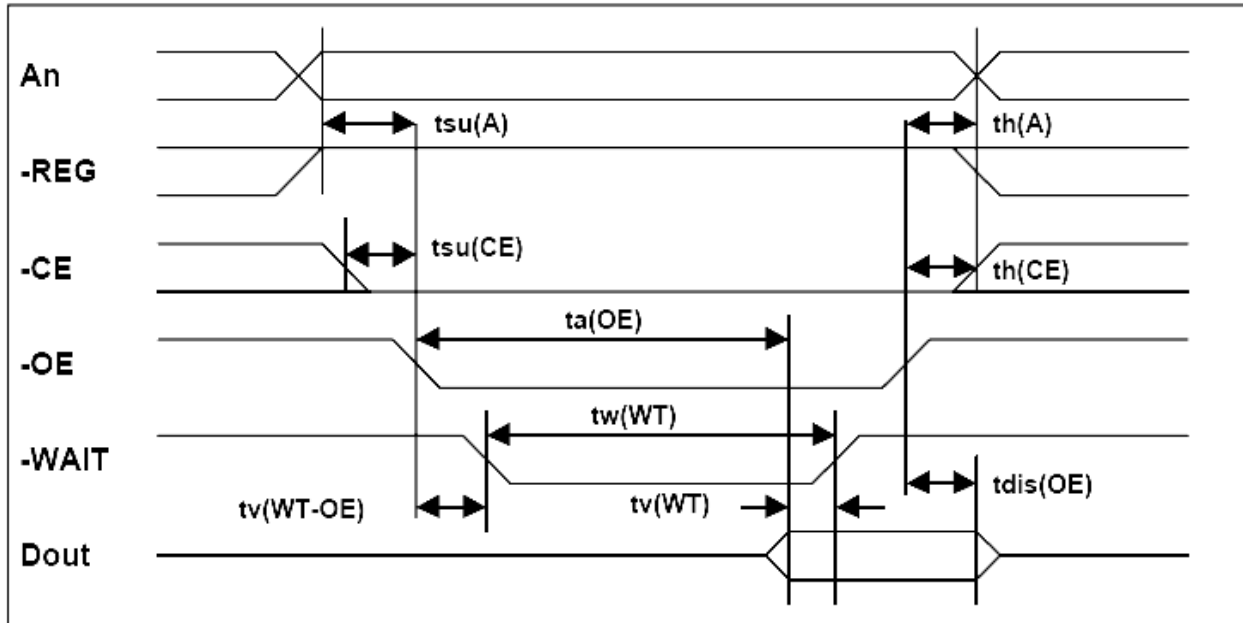 An
tsu(A)
th(A)
-REG
tsu(CE)
-CE
th(CE)
ta(OE)
-OE
tw(WT)
-WAIT
tv(WT-OE)
tv(WT)
tdis(OE)
Dout